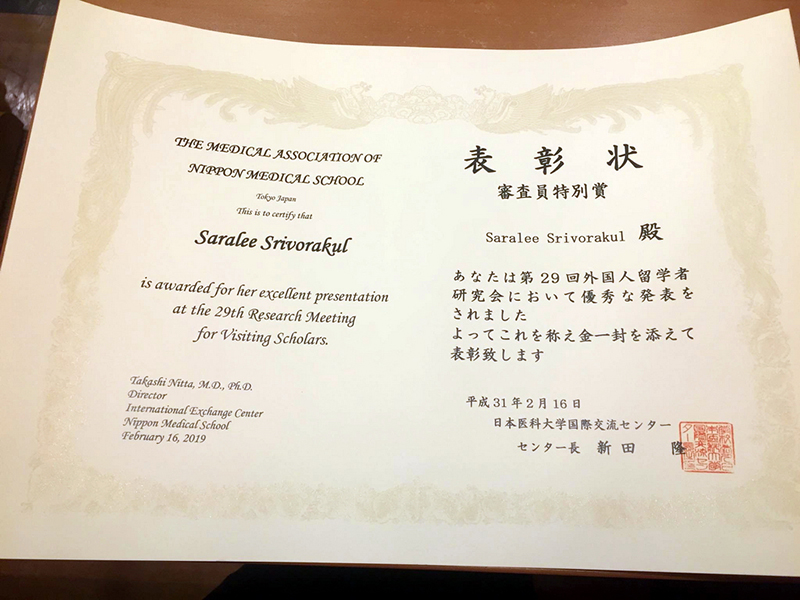 THE MEDICAL ASSOCIATION OF
NIPPON MEDICAL SCHOOL
Tokyo Japan
This is to certify that
Saralee Srivorakul
is awarded for her excellent presentation
at the 29th Research Meeting
for Visiting Scholars.
Takashi Nitta, M.D., Ph.D.
Director
International Exchange Center
Nippon Medical School
February 16, 2019
表彰状
審査員特別賞
Saralee Srivorakul 殿
あなたは第29回外国人留学者
研究会において優秀な発表を
されました
よってこれを称え金一封を添えて
表彰致します
平成31年2月16日
日本医科大学国際交流センター
センター長 新田 隆